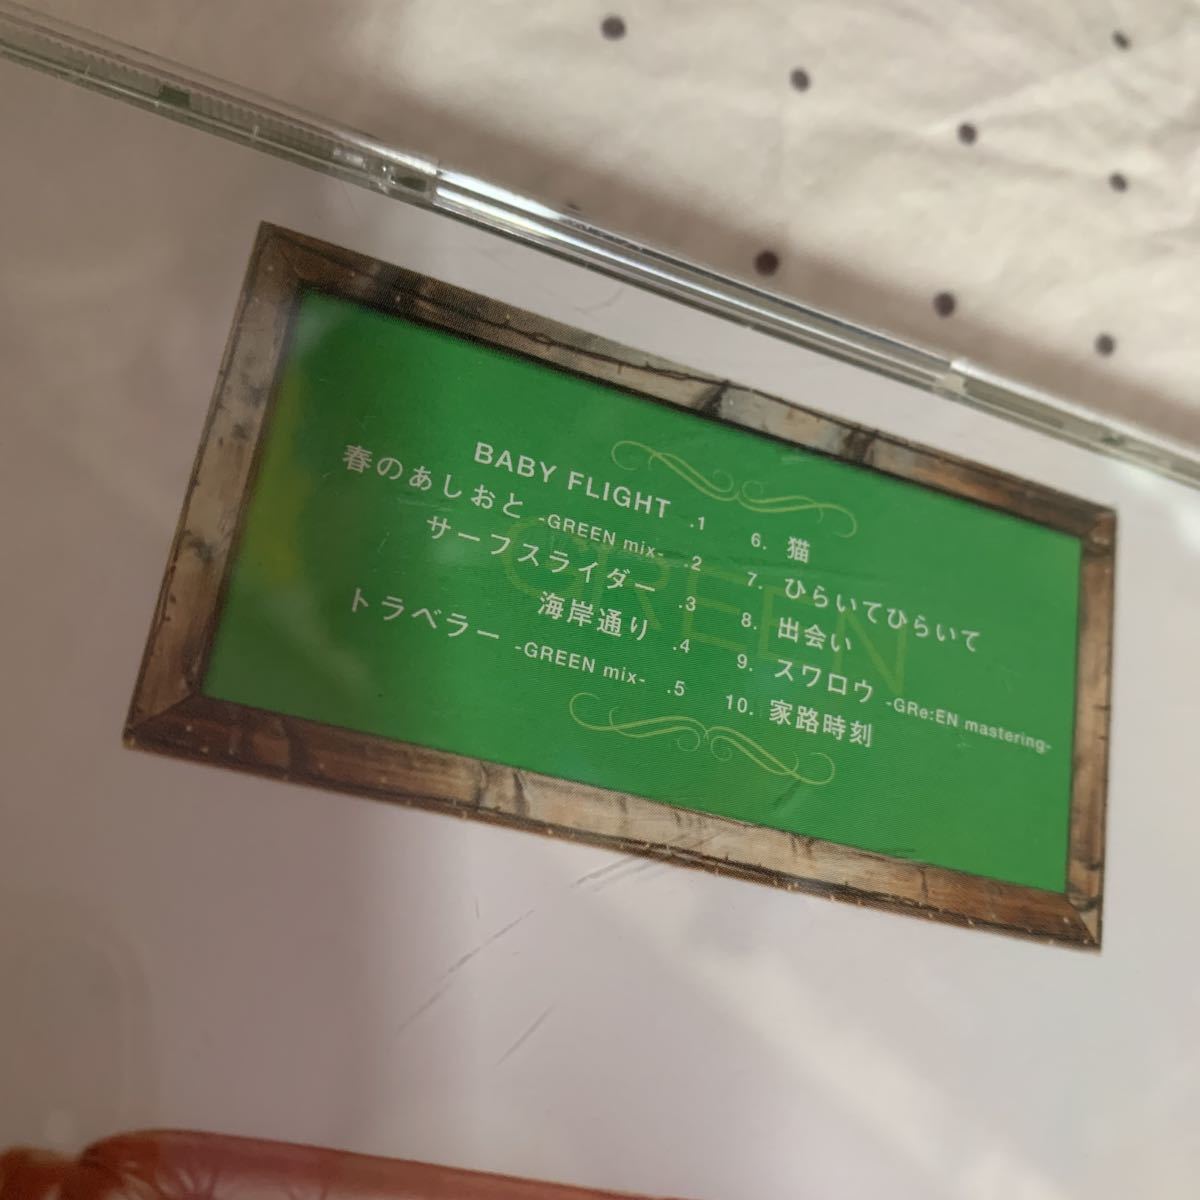 BABY FLIGHT .1
春のあしおと -GREEN mix- .2
サーフスライダー .3
海岸通り .4
トラベラー -GREEN mix- .5
6. 猫
7. ひらいてひらいて
8. 出会い
9. スワロウ -GRe:EN mastering-
10. 家路時刻
GREEN